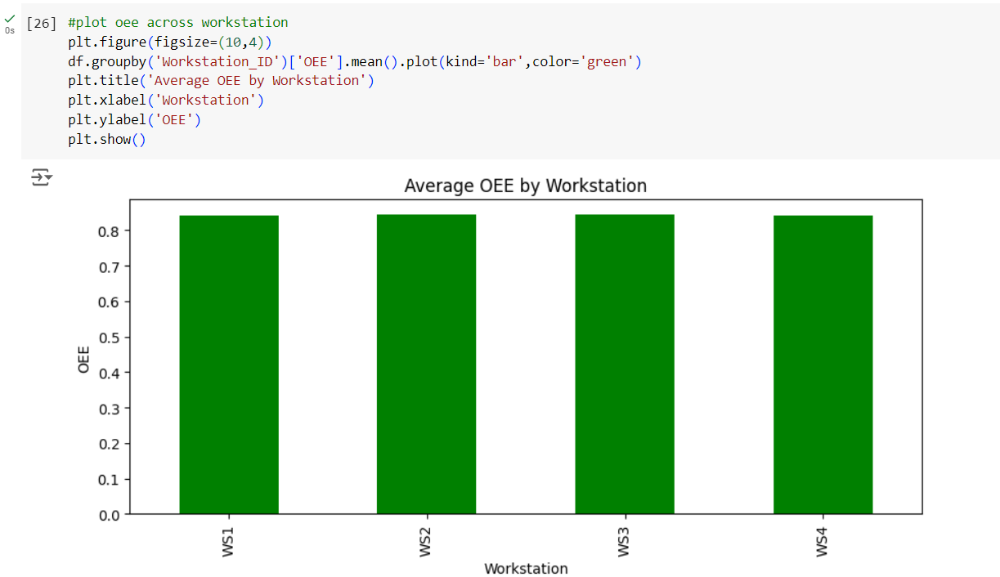 [26] #plot oee across workstation
0s
plt.figure(figsize=(10,4))
df.groupby('Workstation_ID')['OEE'].mean().plot(kind='bar',color='green')
plt.title('Average OEE by Workstation')
plt.xlabel('Workstation')
plt.ylabel('OEE')
plt.show()
Average OEE by Workstation
0.8
0.7
0.6
0.5
0.4
0.3
0.2
0.1
0.0
OEE
WS1 WS2 WS3 WS4
Workstation